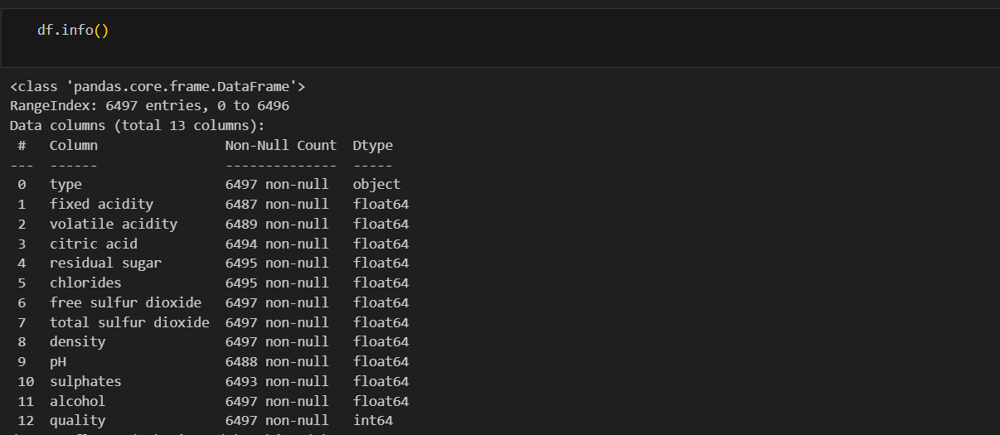 df.info()
<class 'pandas.core.frame.DataFrame'>
RangeIndex: 6497 entries, 0 to 6496
Data columns (total 13 columns):
 #   Column                Non-Null Count  Dtype
---  ------                --------------  -----
 0   type                  6497 non-null   object
 1   fixed acidity         6487 non-null   float64
 2   volatile acidity      6489 non-null   float64
 3   citric acid           6494 non-null   float64
 4   residual sugar        6495 non-null   float64
 5   chlorides             6495 non-null   float64
 6   free sulfur dioxide   6497 non-null   float64
 7   total sulfur dioxide  6497 non-null   float64
 8   density               6497 non-null   float64
 9   pH                    6488 non-null   float64
 10  sulphates             6493 non-null   float64
 11  alcohol               6497 non-null   float64
 12  quality               6497 non-null   int64